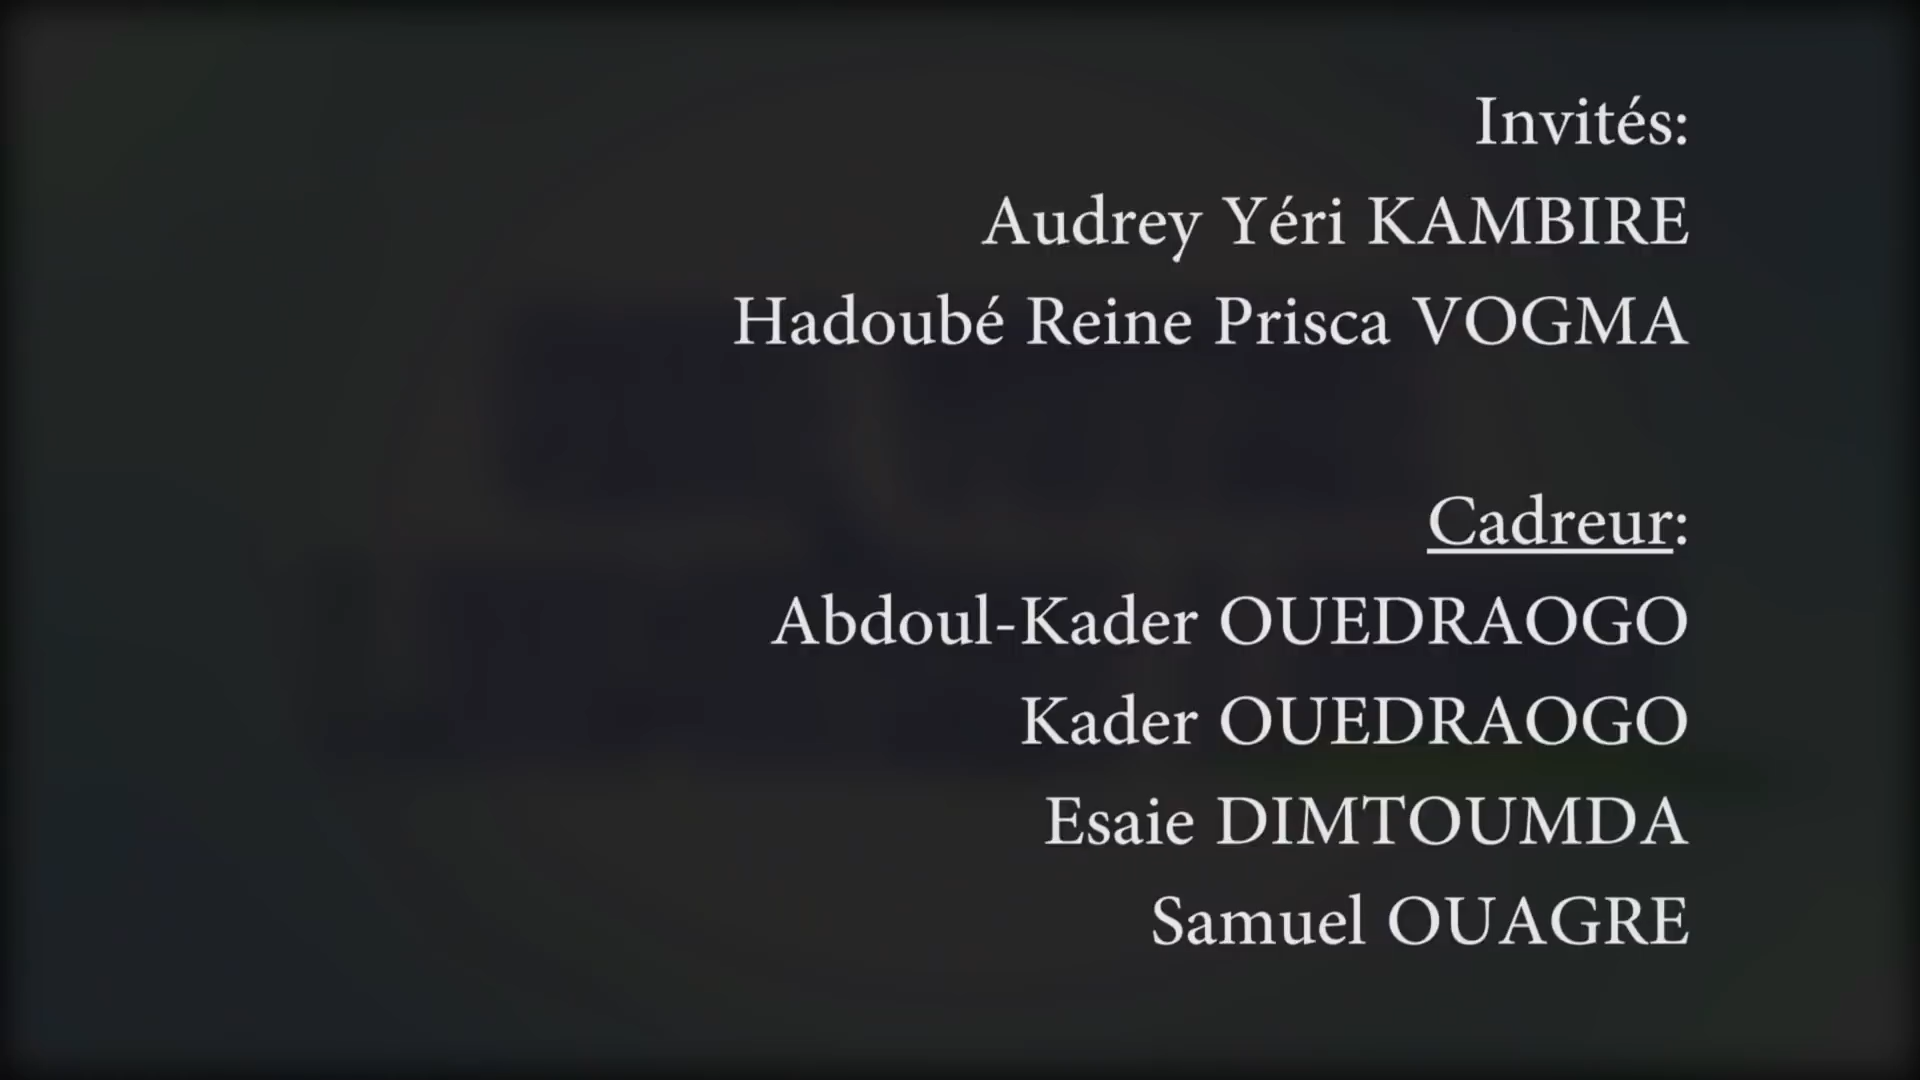 Invités:
Audrey Yéri KAMBIRE
Hadoubé Reine Prisca VOGMA
Cadreur:
Abdoul-Kader OUEDRAOGO
Kader OUEDRAOGO
Esaie DIMTOUMDA
Samuel OUAGRE